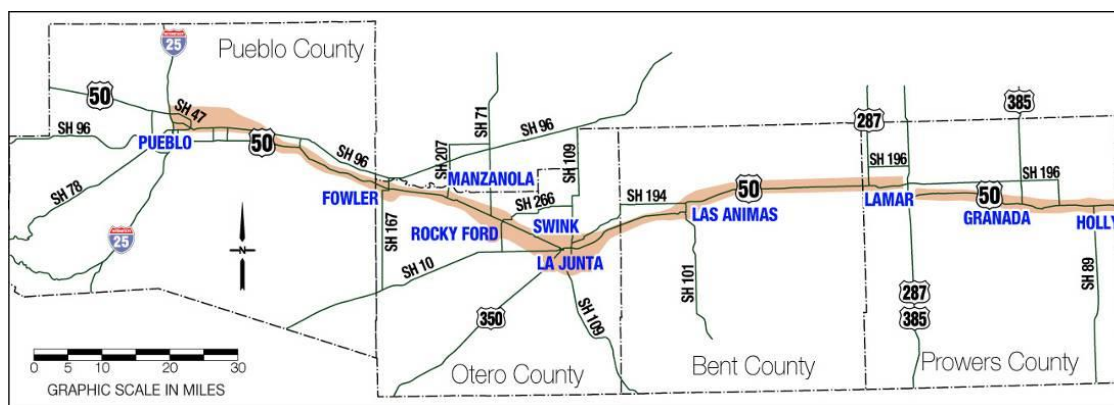 25
Pueblo County
50
SH 47
SH 96
PUEBLO
50
SH 96
SH 78
25
N
FOWLER
SH 167
SH 207
SH 71
SH 96
MANZANOLA
SH 109
SH 266
ROCKY FORD
SWINK
LA JUNTA
SH 10
350
SH 109
Otero County
SH 194
50
LAS ANIMAS
SH 101
Bent County
287
SH 196
LAMAR
385
SH 196
50
GRANADA
HOLLY
SH 89
287
385
Prowers County
0 5 10 20 30
GRAPHIC SCALE IN MILES